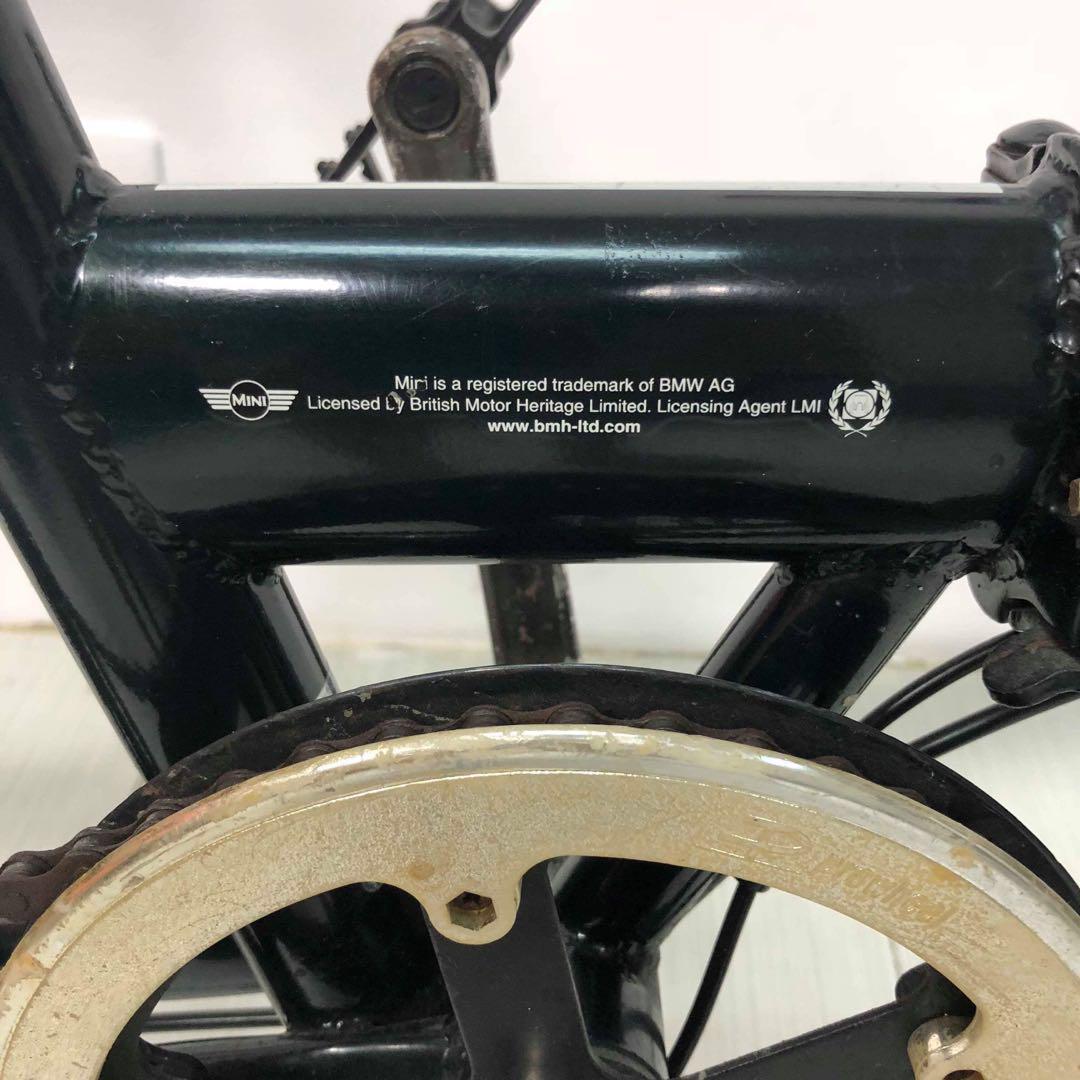 MINI
Mini is a registered trademark of BMW AG
Licensed by British Motor Heritage Limited. Licensing Agent LMI
www.bmh-ltd.com
prowheel